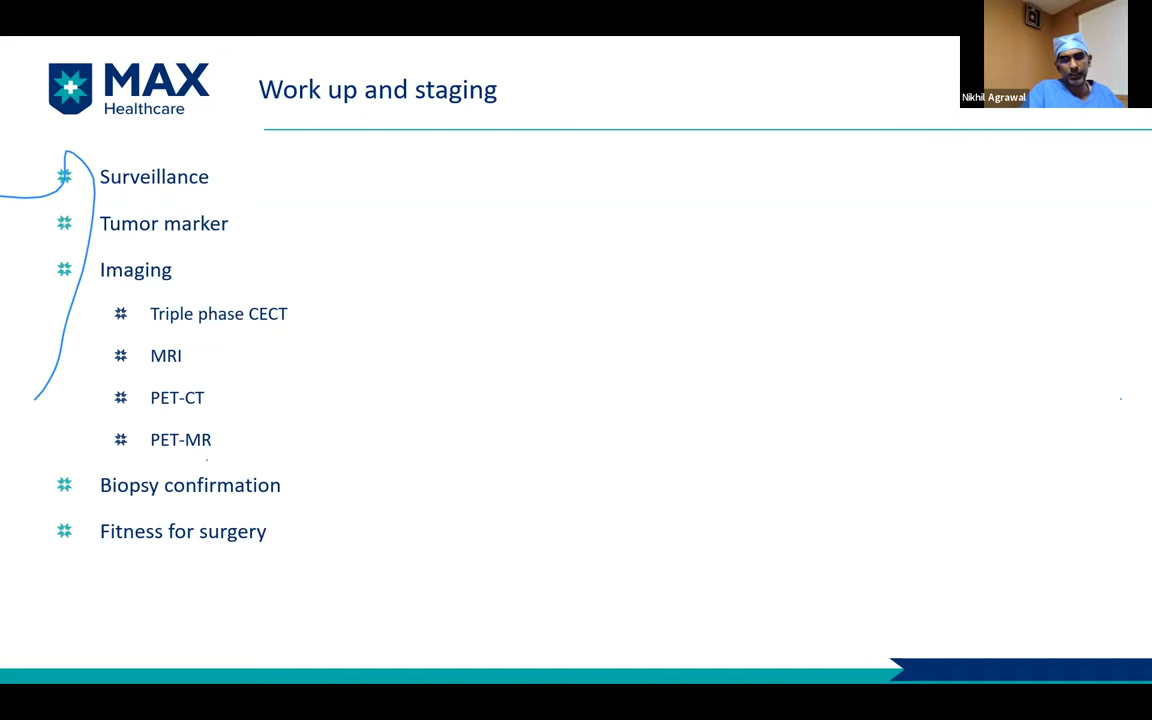 MAX
Healthcare
Work up and staging
Nikhil Agrawal
Surveillance
Tumor marker
Imaging
Triple phase CECT
MRI
PET-CT
PET-MR
Biopsy confirmation
Fitness for surgery